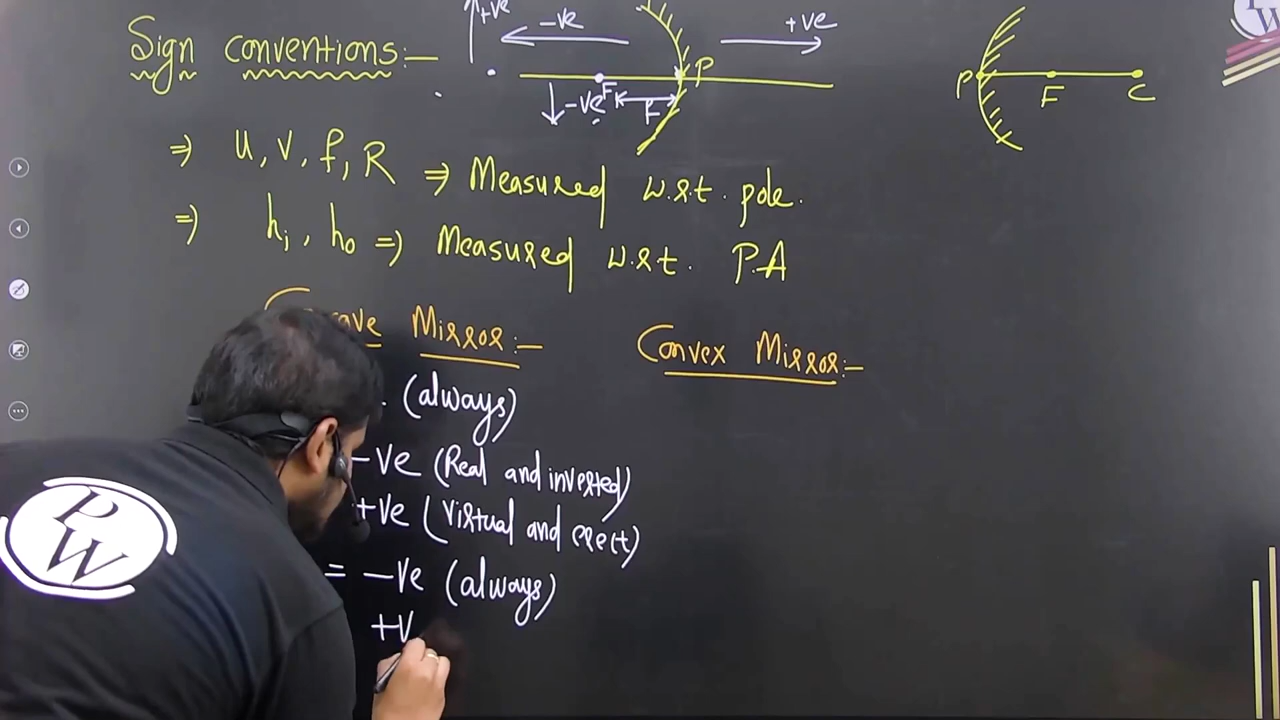 Sign conventions:-
+ve
-ve
+ve
P
F
-ve
F
P
F
C
⇒ u, v, f, R ⇒ Measured w.r.t. pole.
⇒ hi, ho ⇒ Measured w.r.t. P.A
Mirror:-
Convex Mirror:-
(always)
-ve (Real and inverted)
+ve (Virtual and erect)
= -ve (always)
+v
P
W
W